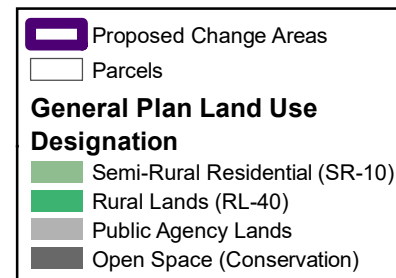 Proposed Change Areas
Parcels
General Plan Land Use
Designation
Semi-Rural Residential (SR-10)
Rural Lands (RL-40)
Public Agency Lands
Open Space (Conservation)